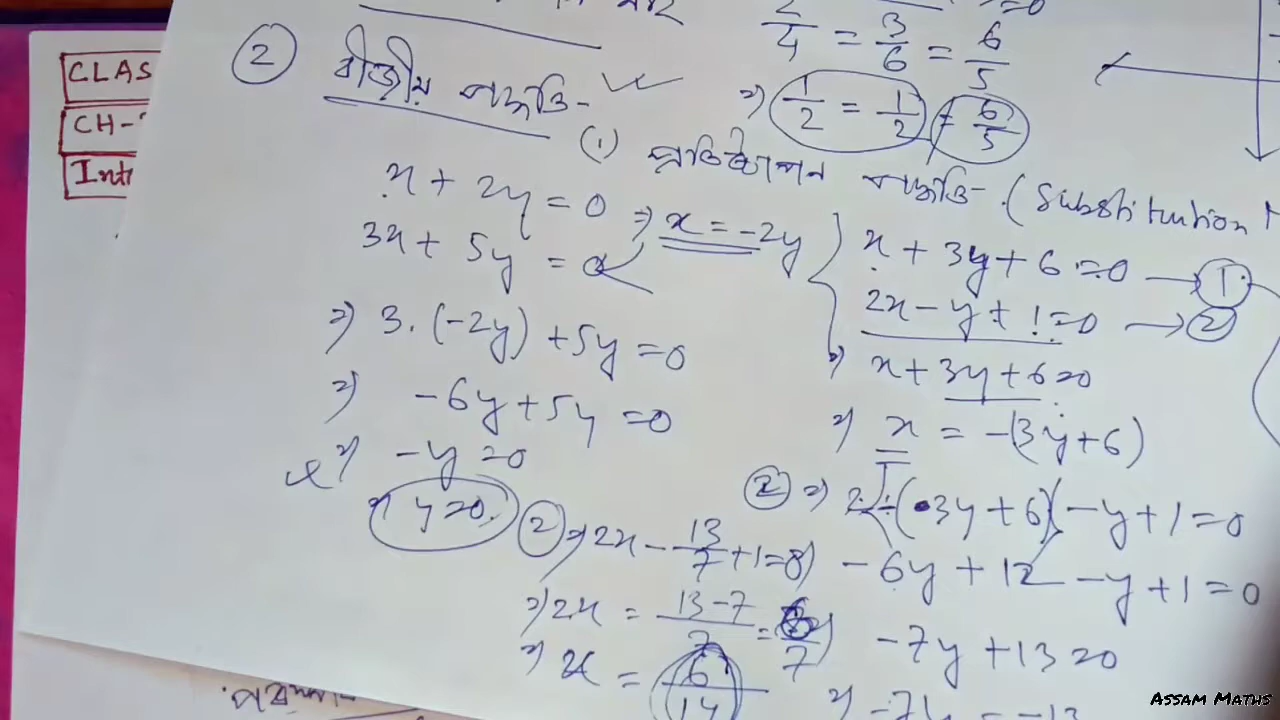 CLAS
CH-
Intr
2/4 = 3/6 = 6/5
⇒ 1/2 = 1/2 ≠ 6/5
② বীজীয় পদ্ধতি-
(1) প্ৰতিষ্ঠাপন পদ্ধতি- (Substitution M
x + 2y = 0 ⇒ x = -2y
3x + 5y = 0
⇒ 3.(-2y) + 5y = 0
⇒ -6y + 5y = 0
⇒ -y = 0
⇒ y = 0.
x + 3y + 6 = 0 → ①
2x - y + 1 = 0 → ②
⇒ x + 3y + 6 = 0
⇒ x = -(3y + 6)
② ⇒ 2.-(3y + 6) - y + 1 = 0
⇒ -6y + 12 - y + 1 = 0
⇒ -7y + 13 = 0
⇒ -7y = -13
② ⇒ 2x - 13/7 + 1 = 0
⇒ 2x = 13-7/7 = 6/7
⇒ x = 6/14
ASSAM MATHS